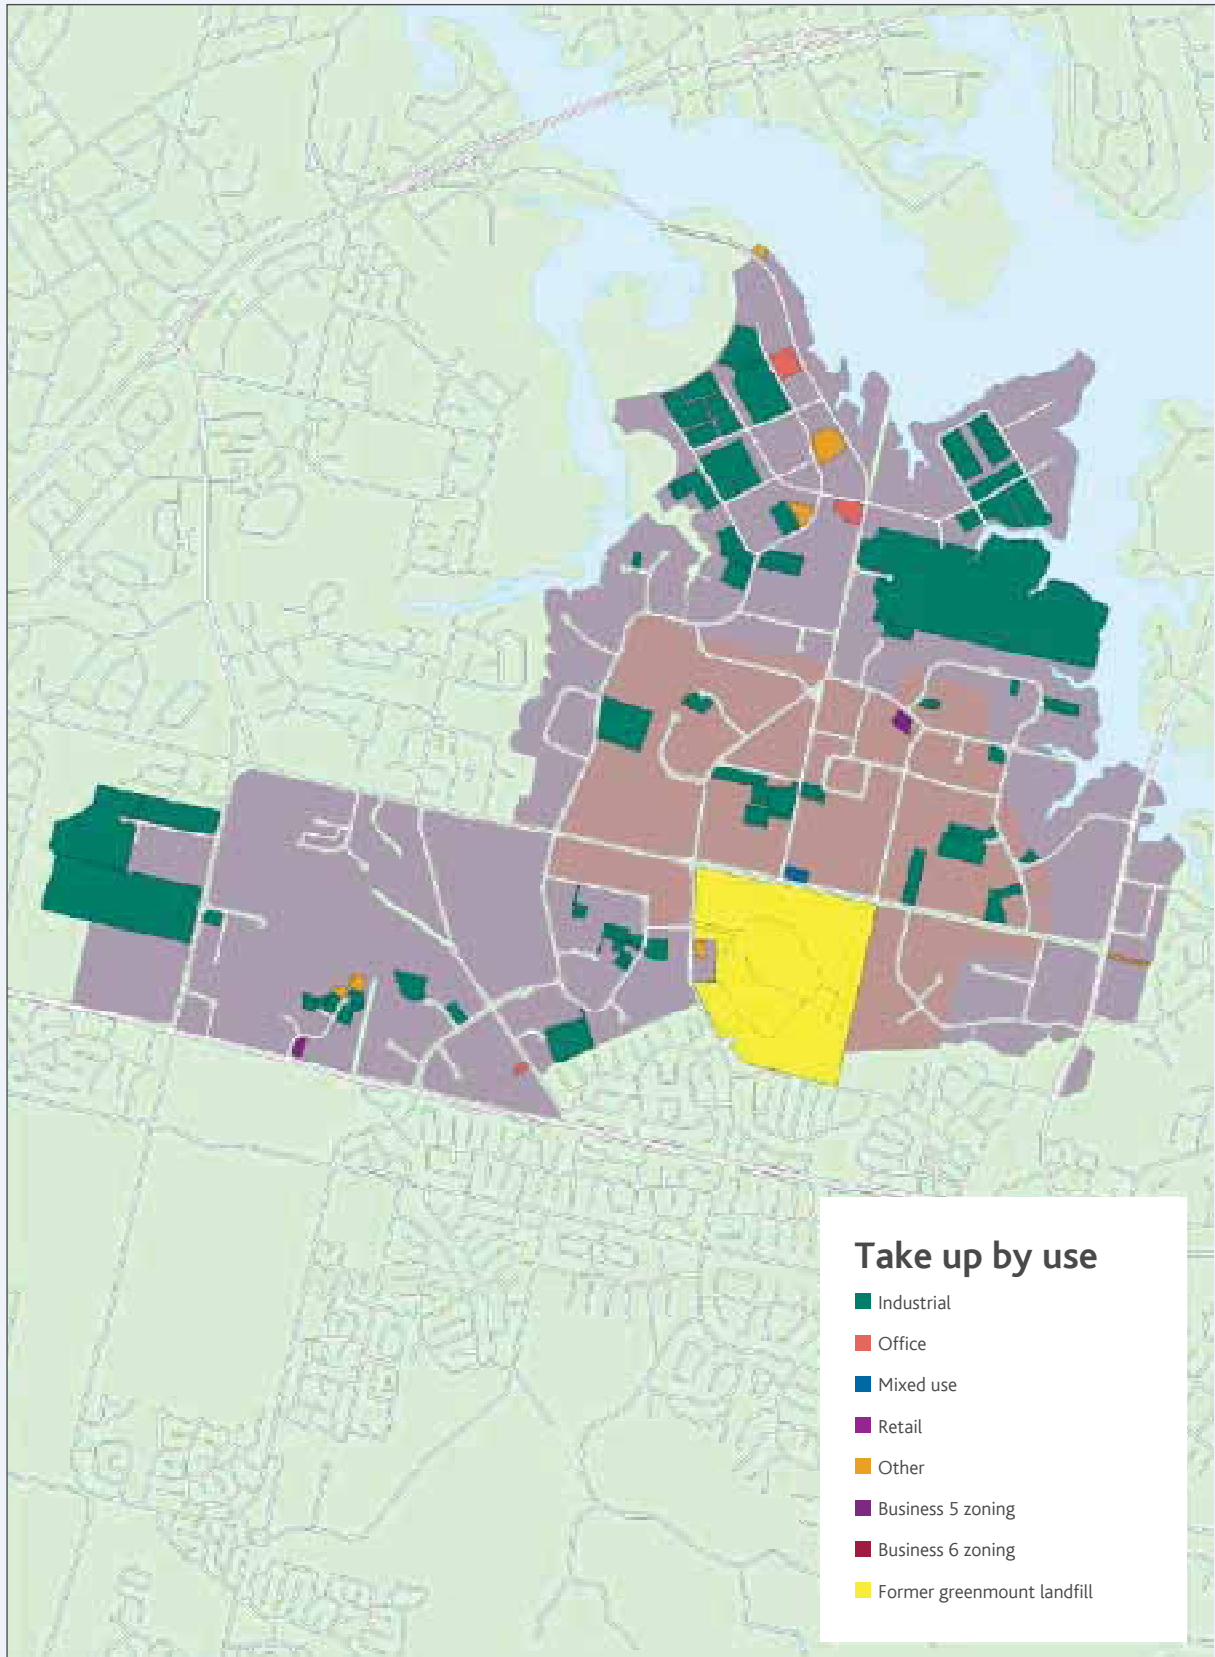 Take up by use
Industrial
Office
Mixed use
Retail
Other
Business 5 zoning
Business 6 zoning
Former greenmount landfill